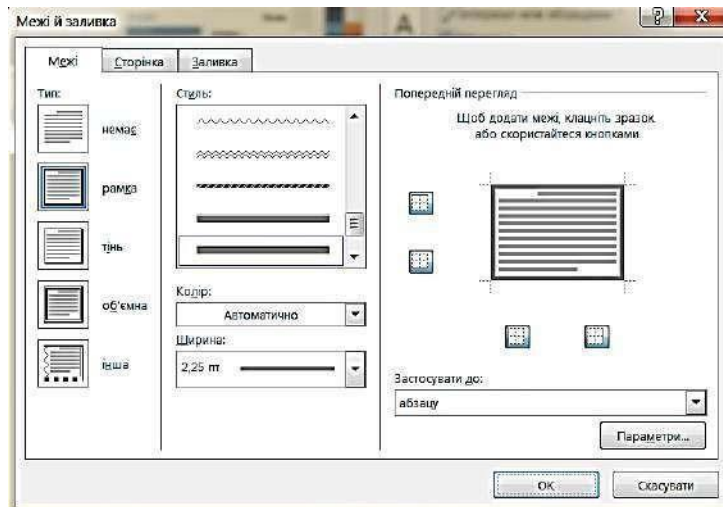 Межі й заливка
Межі
Сторінка
Заливка
Тип:
немає
рамка
тінь
об'ємна
інша
Стиль:
Колір:
Автоматично
Ширина:
2,25 пт
Попередній перегляд
Щоб додати межі, клацніть зразок
або скористайтеся кнопками
Застосувати до:
абзацу
Параметри...
ОК
Скасувати